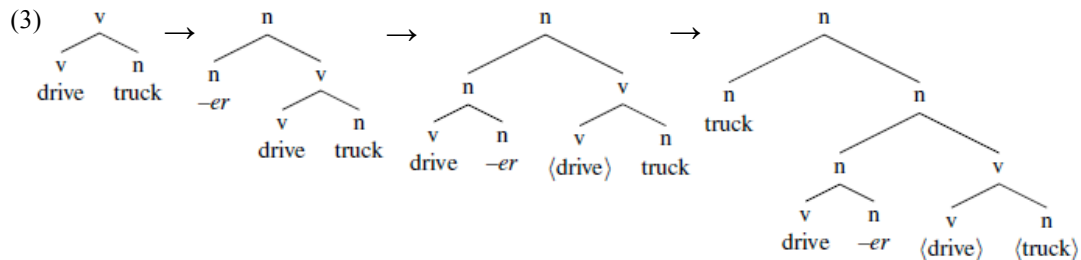 (3) v → n → n → n
v n n v n v n n
drive truck –er truck
v n v n v n n v
drive truck drive –er ⟨drive⟩ truck
v n v n
drive –er ⟨drive⟩ ⟨truck⟩